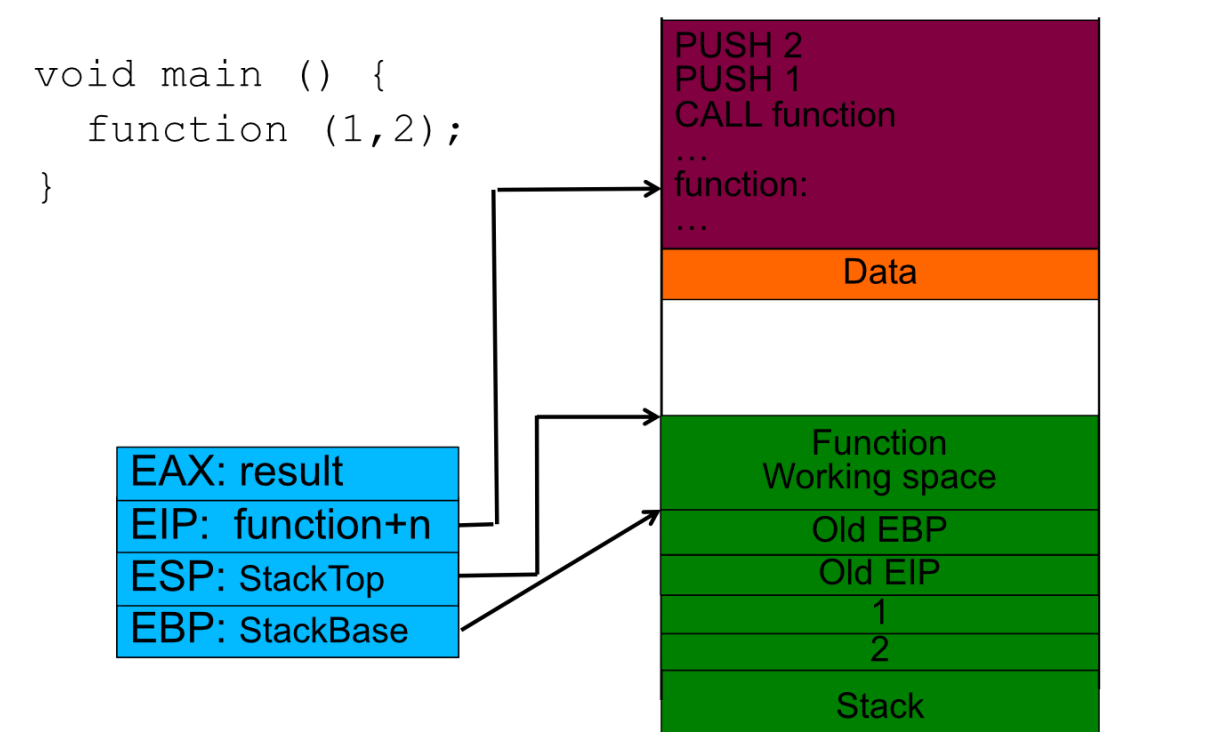 void main () {
function (1,2);
}
PUSH 2
PUSH 1
CALL function
...
function:
...
Data
Function
Working space
Old EBP
Old EIP
1
2
Stack
EAX: result
EIP: function+n
ESP: StackTop
EBP: StackBase